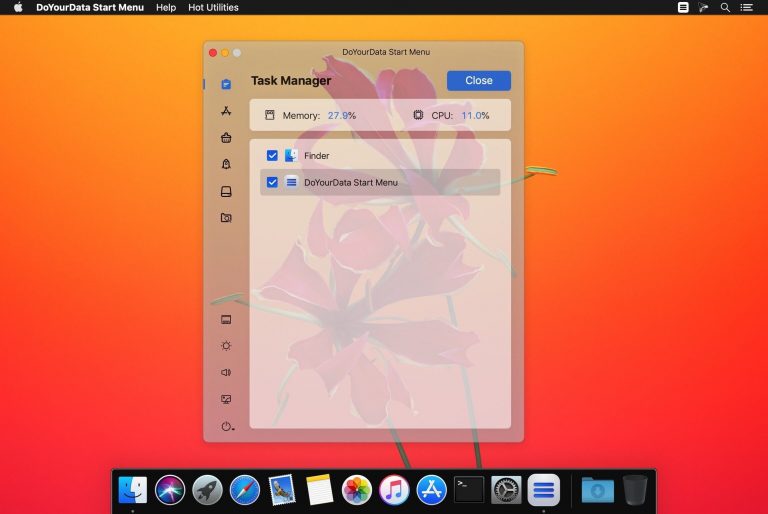 DoYourData Start Menu Help Hot Utilities
DoYourData Start Menu
Task Manager Close
Memory: 27.9% CPU: 11.0%
Finder
DoYourData Start Menu
>_